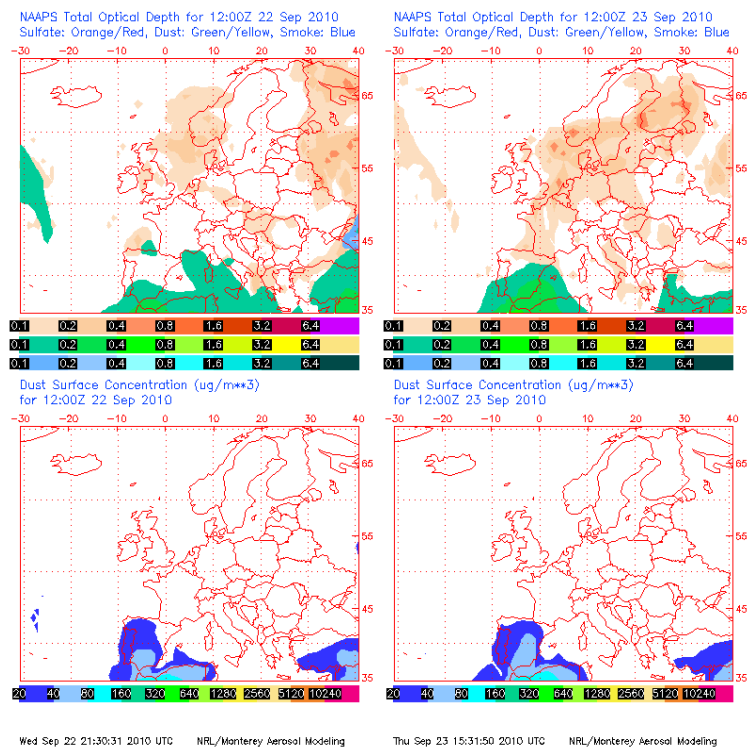 NAAPS Total Optical Depth for 12:00Z 22 Sep 2010
Sulfate: Orange/Red, Dust: Green/Yellow, Smoke: Blue
-30 -20 -10 0 10 20 30 40
65
55
45
35
0.1 0.2 0.4 0.8 1.6 3.2 6.4
0.1 0.2 0.4 0.8 1.6 3.2 6.4
0.1 0.2 0.4 0.8 1.6 3.2 6.4
NAAPS Total Optical Depth for 12:00Z 23 Sep 2010
Sulfate: Orange/Red, Dust: Green/Yellow, Smoke: Blue
-30 -20 -10 0 10 20 30 40
65
55
45
35
0.1 0.2 0.4 0.8 1.6 3.2 6.4
0.1 0.2 0.4 0.8 1.6 3.2 6.4
0.1 0.2 0.4 0.8 1.6 3.2 6.4
Dust Surface Concentration (ug/m**3)
for 12:00Z 22 Sep 2010
-30 -20 -10 0 10 20 30 40
65
55
45
35
20 40 80 160 320 640 1280 2560 5120 10240
Dust Surface Concentration (ug/m**3)
for 12:00Z 23 Sep 2010
-30 -20 -10 0 10 20 30 40
65
55
45
35
20 40 80 160 320 640 1280 2560 5120 10240
Wed Sep 22 21:30:31 2010 UTC NRL/Monterey Aerosol Modeling
Thu Sep 23 15:31:50 2010 UTC NRL/Monterey Aerosol Modeling